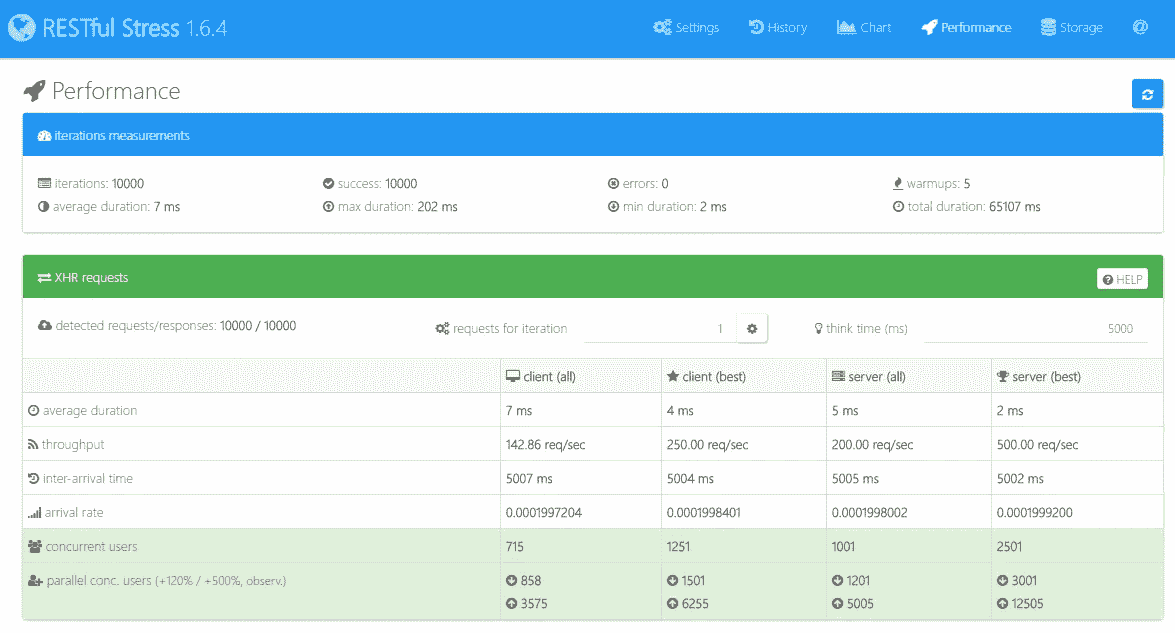 RESTful Stress 1.6.4 Settings History Chart Performance Storage @
Performance
iterations measurements
iterations: 10000 success: 10000 errors: 0 warmups: 5
average duration: 7 ms max duration: 202 ms min duration: 2 ms total duration: 65107 ms
XHR requests HELP
detected requests/responses: 10000 / 10000 requests for iteration 1 think time (ms) 5000
client (all) client (best) server (all) server (best)
average duration 7 ms 4 ms 5 ms 2 ms
throughput 142.86 req/sec 250.00 req/sec 200.00 req/sec 500.00 req/sec
inter-arrival time 5007 ms 5004 ms 5005 ms 5002 ms
arrival rate 0.0001997204 0.0001998401 0.0001998002 0.0001999200
concurrent users 715 1251 1001 2501
parallel conc. users (+120% / +500%, observ.) 858 1501 1201 3001
3575 6255 5005 12505